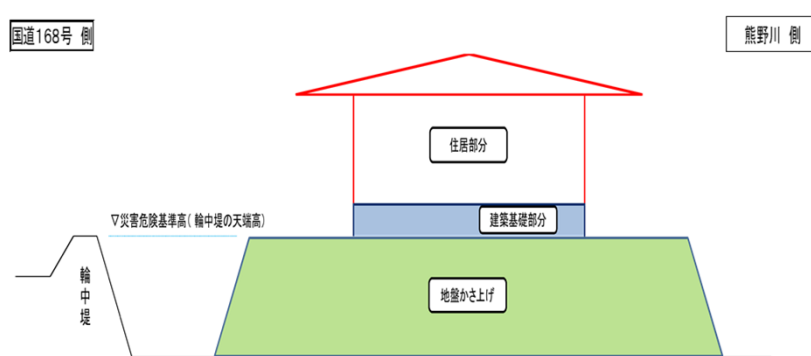 国道168号 側
熊野川 側
住居部分
▽災害危険基準高(輪中堤の天端高)
建築基礎部分
輪中堤
地盤かさ上げ